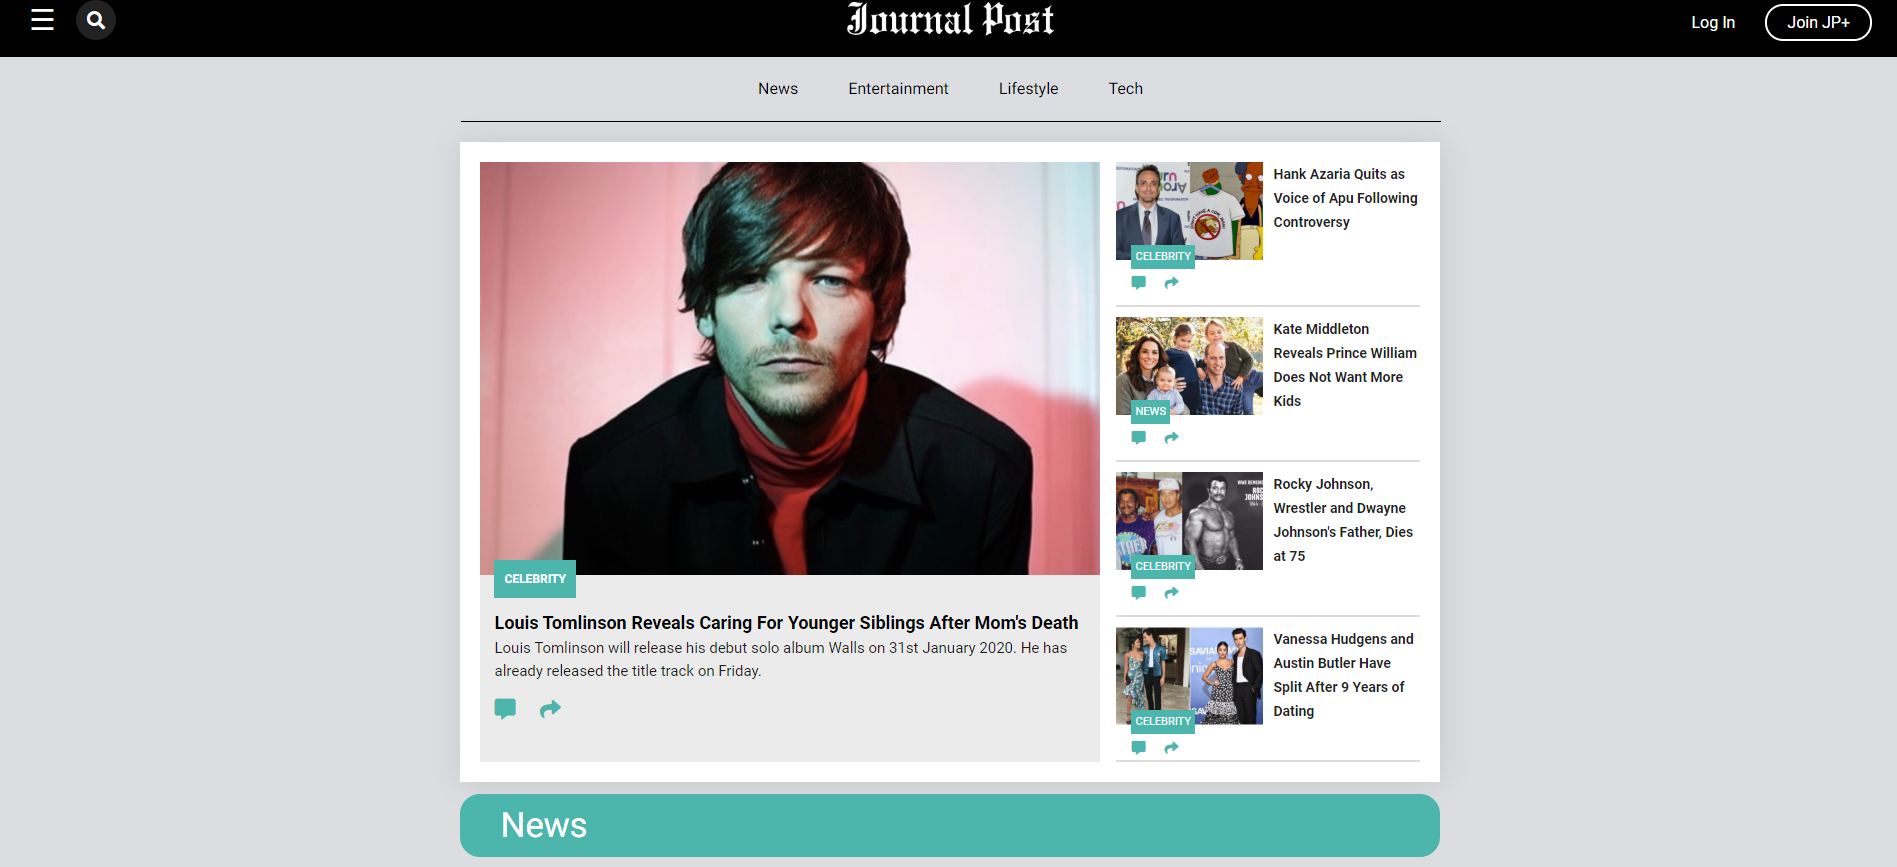 Journal Post
Log In
Join JP+
News
Entertainment
Lifestyle
Tech
CELEBRITY
Louis Tomlinson Reveals Caring For Younger Siblings After Mom's Death
Louis Tomlinson will release his debut solo album Walls on 31st January 2020. He has
already released the title track on Friday.
CELEBRITY
Hank Azaria Quits as
Voice of Apu Following
Controversy
NEWS
Kate Middleton
Reveals Prince William
Does Not Want More
Kids
CELEBRITY
Rocky Johnson,
Wrestler and Dwayne
Johnson's Father, Dies
at 75
CELEBRITY
Vanessa Hudgens and
Austin Butler Have
Split After 9 Years of
Dating
News